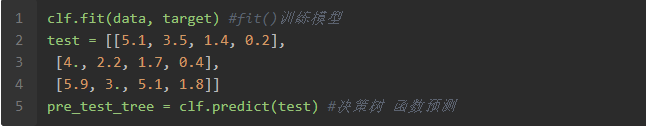 1 clf.fit(data, target) #fit()训练模型
2 test = [[5.1, 3.5, 1.4, 0.2],
3 [4., 2.2, 1.7, 0.4],
4 [5.9, 3., 5.1, 1.8]]
5 pre_test_tree = clf.predict(test) #决策树 函数预测